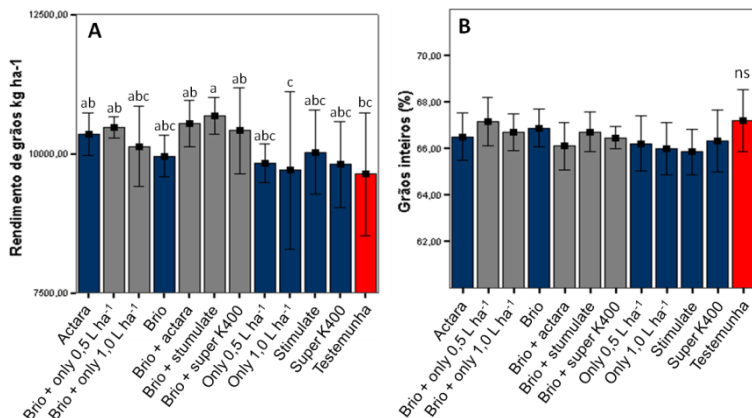 A
Rendimento de grãos kg ha-1
12500,00
10000,00
7500,00
ab
ab
abc
abc
ab
a
ab
abc
c
abc
abc
bc
Actara
Brio + only 0,5 L ha⁻¹
Brio + only 1,0 L ha⁻¹
Brio
Brio + actara
Brio + stumulate
Brio + super K400
Only 0,5 L ha⁻¹
Only 1,0 L ha⁻¹
Stimulate
Super K400
Testemunha
B
Grãos inteiros (%)
70,00
68,00
66,00
64,00
62,00
ns
Actara
Brio + only 0,5 L ha⁻¹
Brio + only 1,0 L ha⁻¹
Brio
Brio + actara
Brio + stumulate
Brio + super K400
Only 0,5 L ha⁻¹
Only 1,0 L ha⁻¹
Stimulate
Super K400
Testemunha